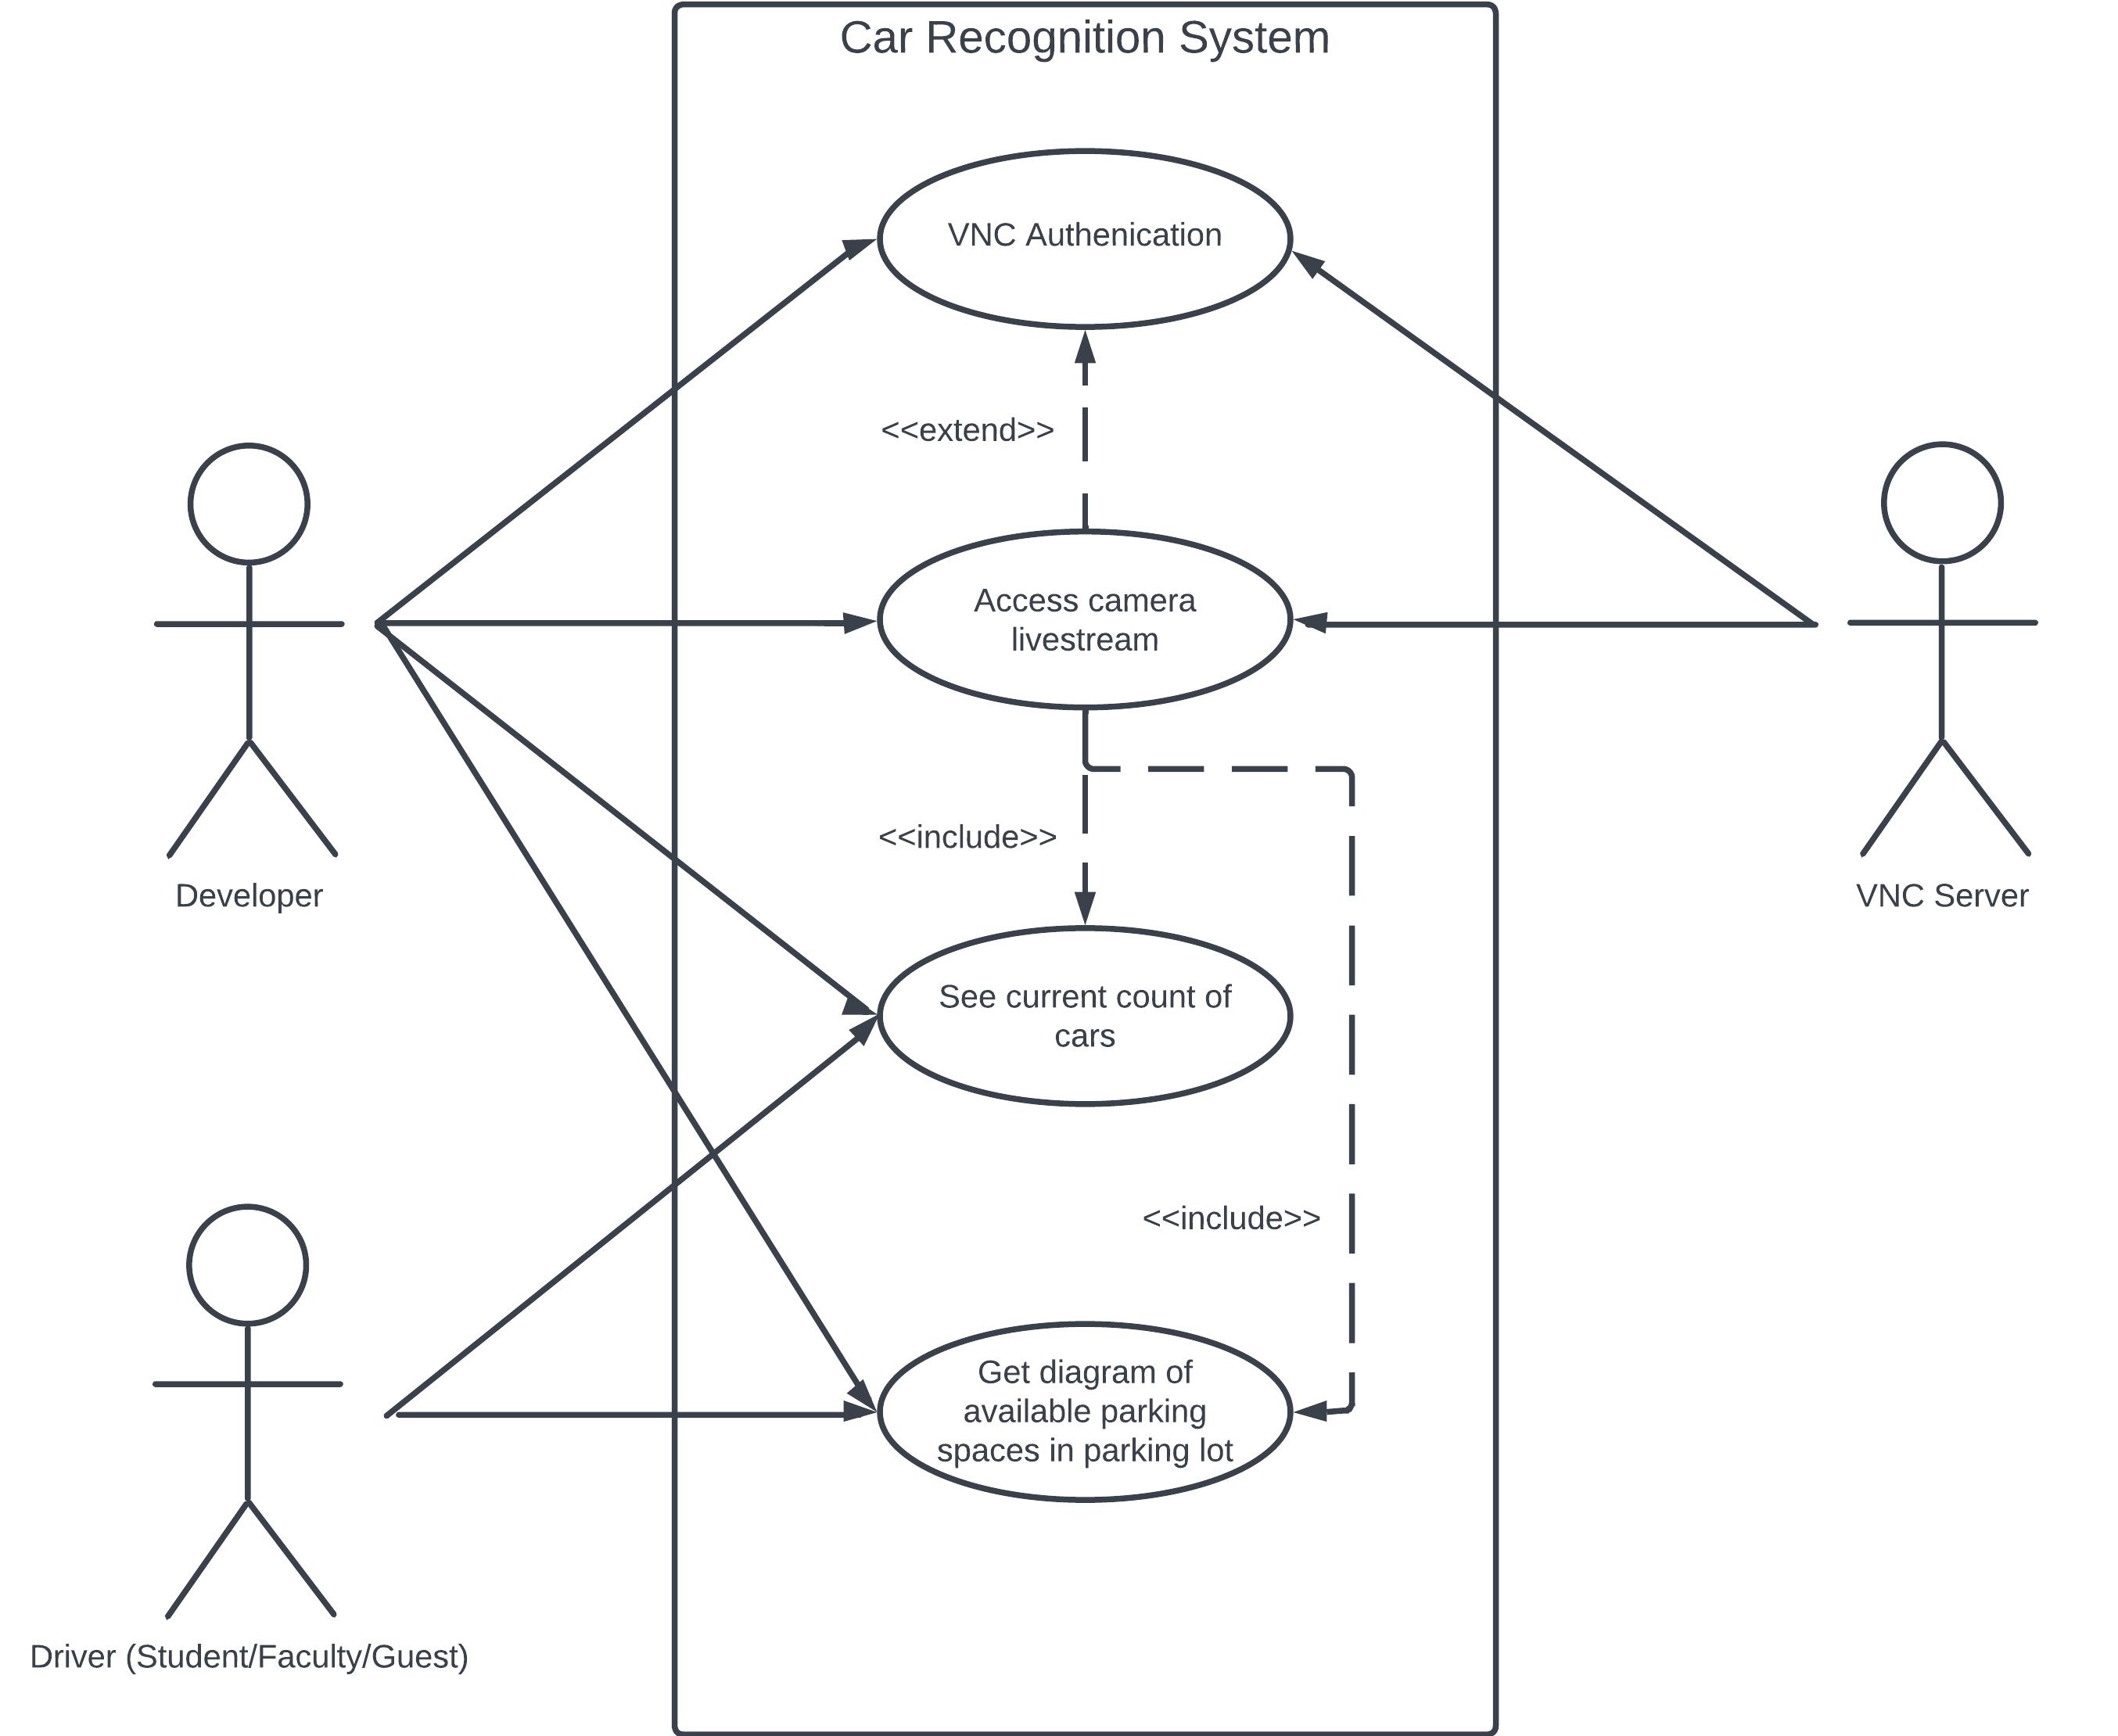 Car Recognition System
VNC Authenication
<<extend>>
Access camera
livestream
<<include>>
Developer
VNC Server
See current count of
cars
<<include>>
Get diagram of
available parking
spaces in parking lot
Driver (Student/Faculty/Guest)